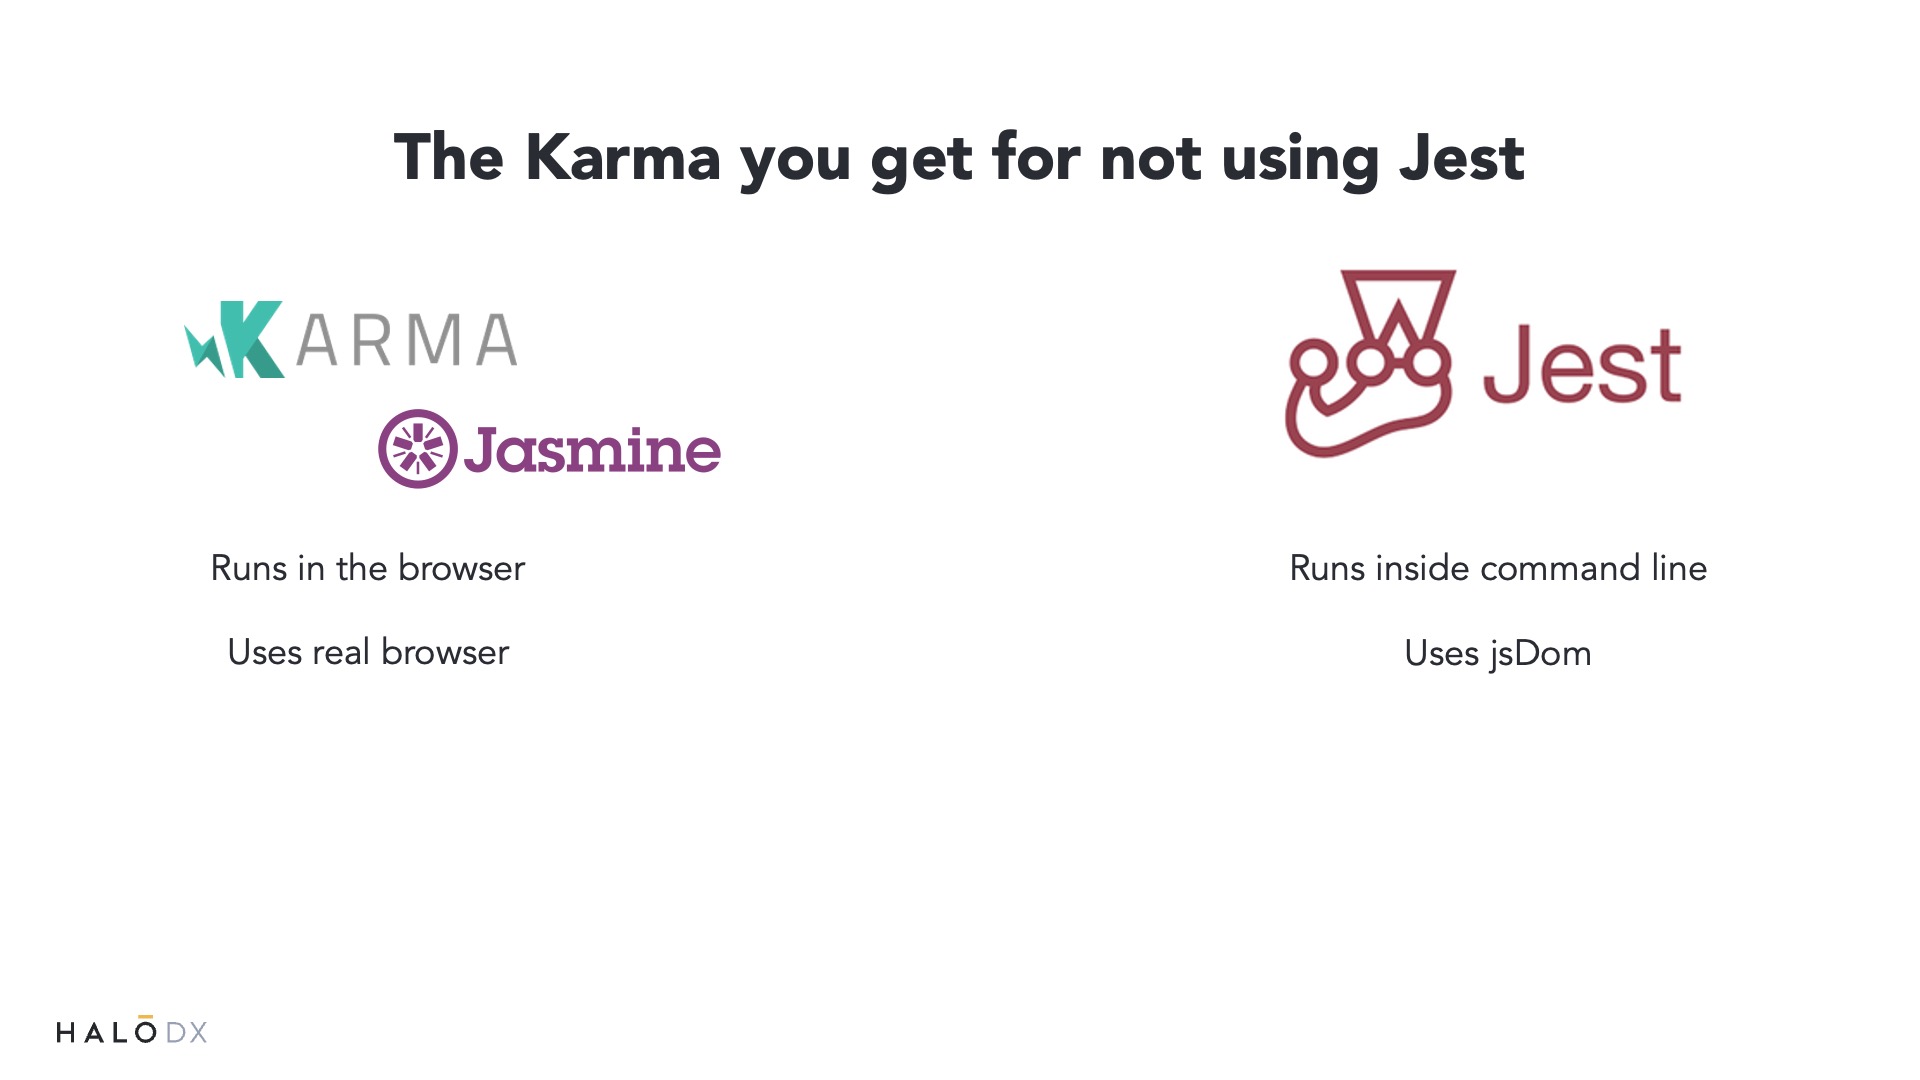 The Karma you get for not using Jest
KARMA
Jasmine
Jest
Runs in the browser
Runs inside command line
Uses real browser
Uses jsDom
HALŌ DX